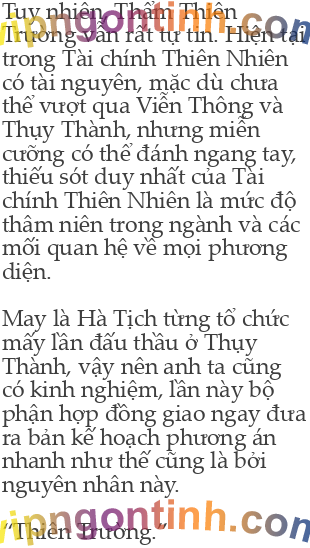 Tuy nhiên, Thẩm Thiên
Trường vẫn rất tự tin. Hiện tại
trong Tài chính Thiên Nhiên
có tài nguyên, mặc dù chưa
thể vượt qua Viễn Thông và
Thụy Thành, nhưng miễn
cưỡng có thể đánh ngang tay,
thiếu sót duy nhất của Tài
chính Thiên Nhiên là mức độ
thâm niên trong ngành và các
mối quan hệ về mọi phương
diện.
May là Hà Tịch từng tổ chức
mấy lần đấu thầu ở Thụy
Thành, vậy nên anh ta cũng
có kinh nghiệm, lần này bộ
phận hợp đồng giao ngay đưa
ra bản kế hoạch phương án
nhanh như thế cũng là bởi
nguyên nhân này.
“Thiên Trường.”
vipngontinh.com
vipngontinh.com